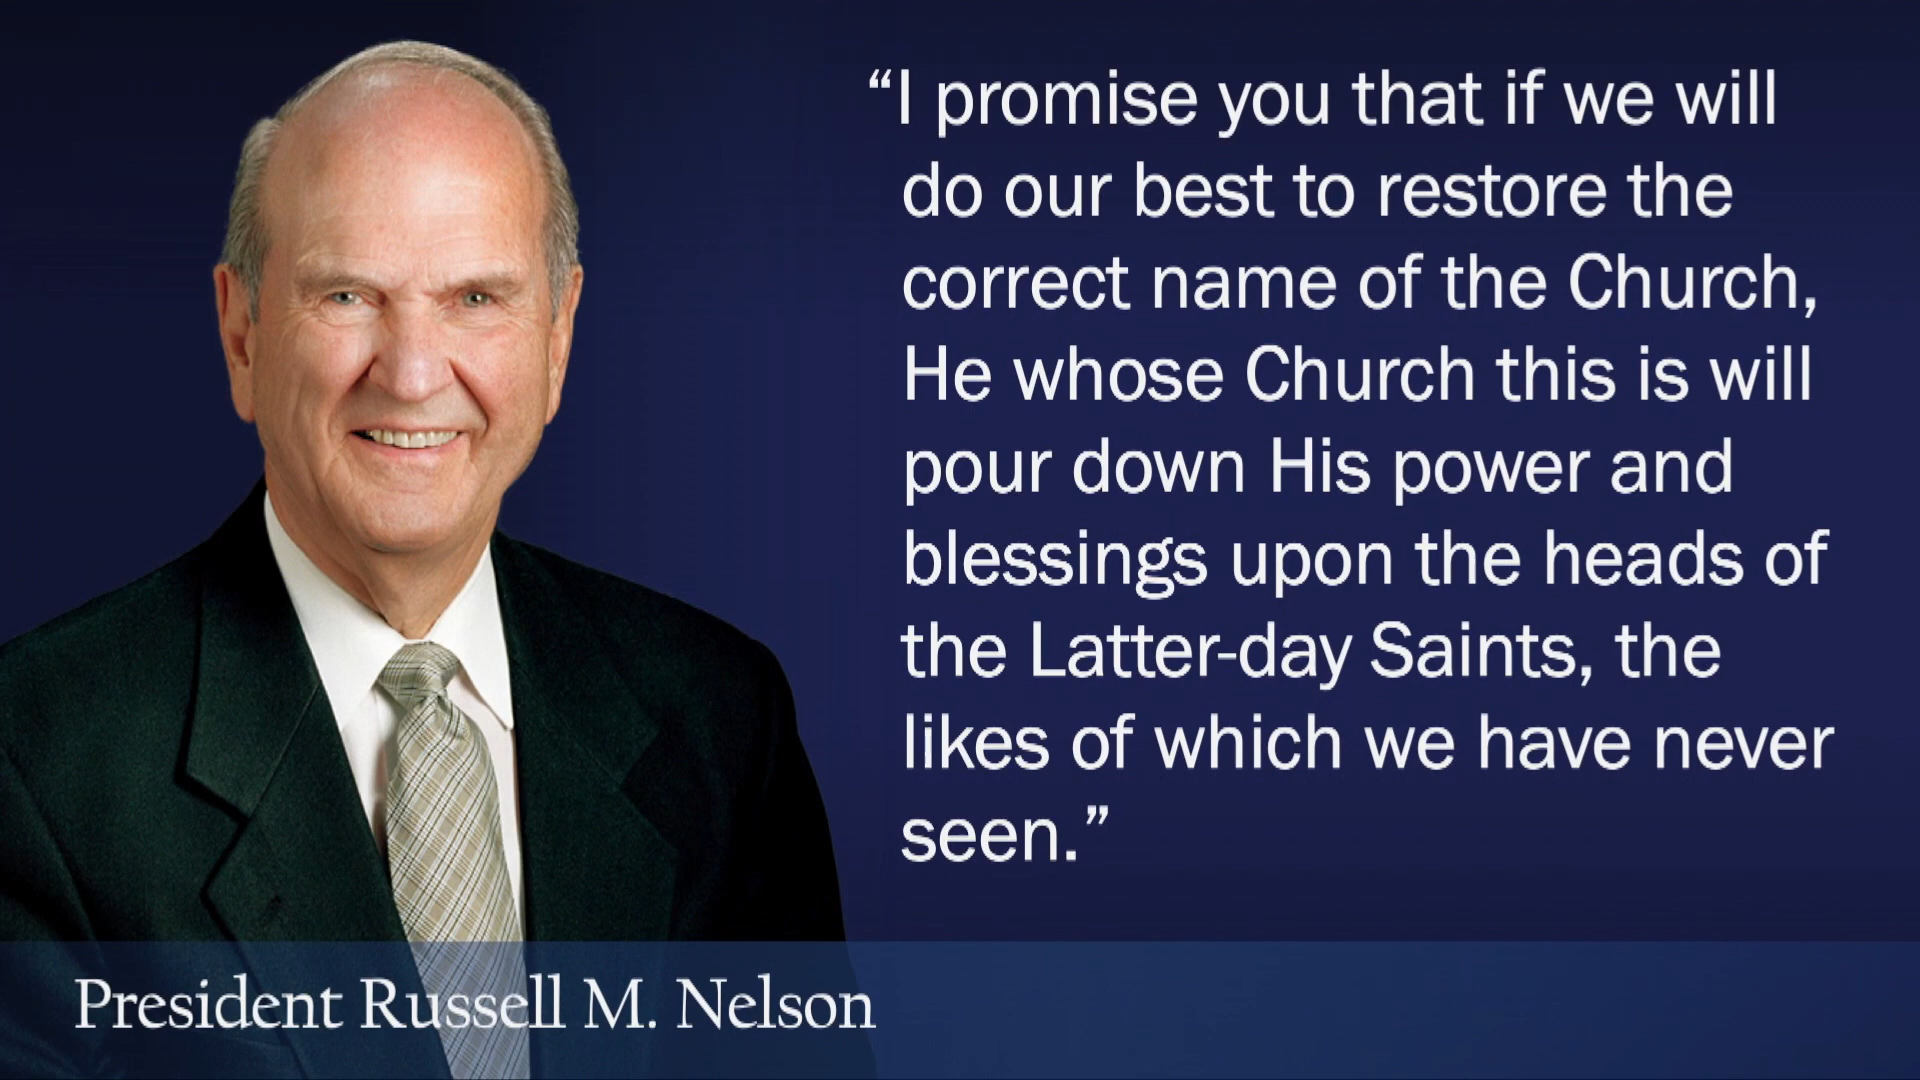 “I promise you that if we will
do our best to restore the
correct name of the Church,
He whose Church this is will
pour down His power and
blessings upon the heads of
the Latter-day Saints, the
likes of which we have never
seen.”
President Russell M. Nelson